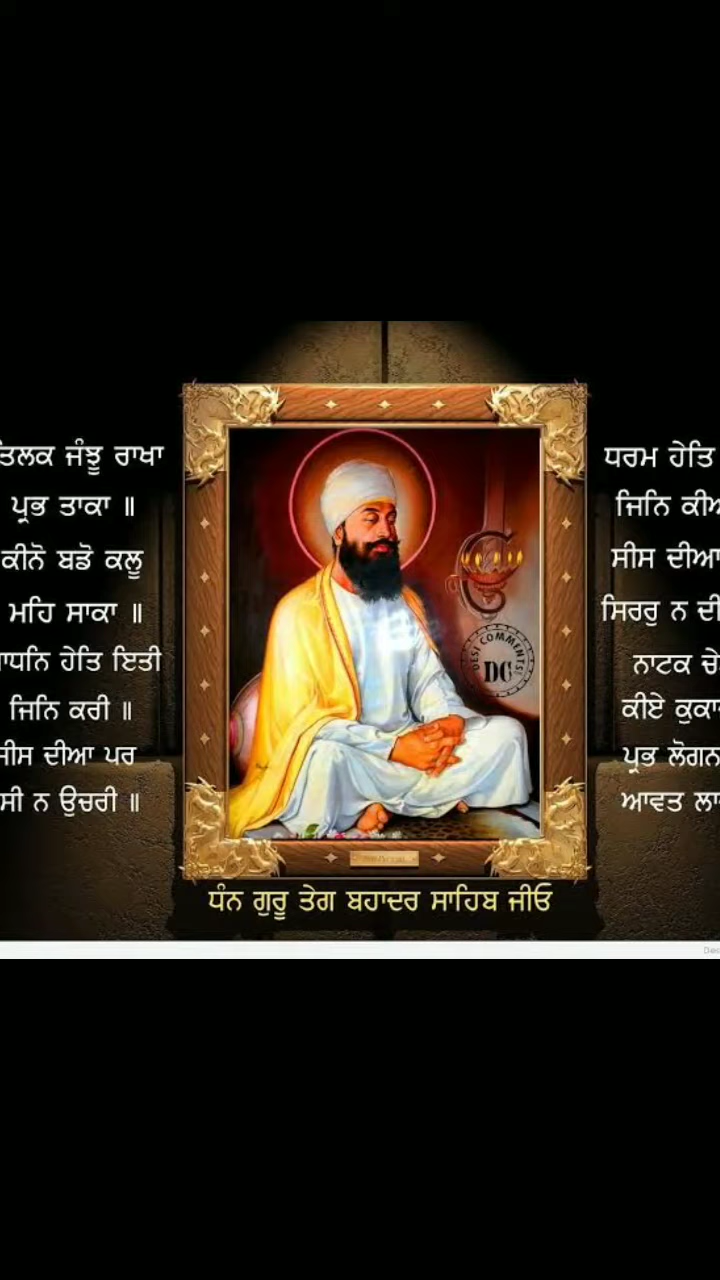 ਤਿਲਕ ਜੰਞੂ ਰਾਖਾ
ਪ੍ਰਭ ਤਾਕਾ ॥
ਕੀਨੋ ਬਡੋ ਕਲੂ
ਮਹਿ ਸਾਕਾ ॥
ਹੇਤਿ ਇਤੀ
ਜਿਨਿ ਕਰੀ ॥
ਸੀਸ ਦੀਆ ਪਰ
ਸੀ ਨ ਉਚਰੀ ॥
ਧਰਮ ਹੇਤਿ
ਜਿਨਿ
ਸੀਸ ਦੀਆ
ਸਿਰਰੁ ਨ
ਨਾਟਕ
ਕੀਏ
ਪ੍ਰਭ ਲੋਗਨ
ਆਵਤ
DESI COMMENTS!
DC
ਧੰਨ ਗੁਰੂ ਤੇਗ ਬਹਾਦਰ ਸਾਹਿਬ ਜੀਓ